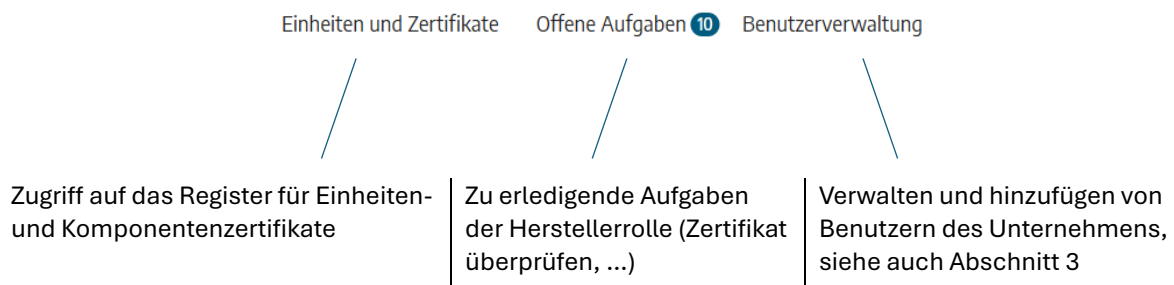 Einheiten und Zertifikate Offene Aufgaben 10 Benutzerverwaltung
Zugriff auf das Register für Einheiten-
und Komponentenzertifikate
Zu erledigende Aufgaben
der Herstellerrolle (Zertifikat
überprüfen, ...)
Verwalten und hinzufügen von
Benutzern des Unternehmens,
siehe auch Abschnitt 3